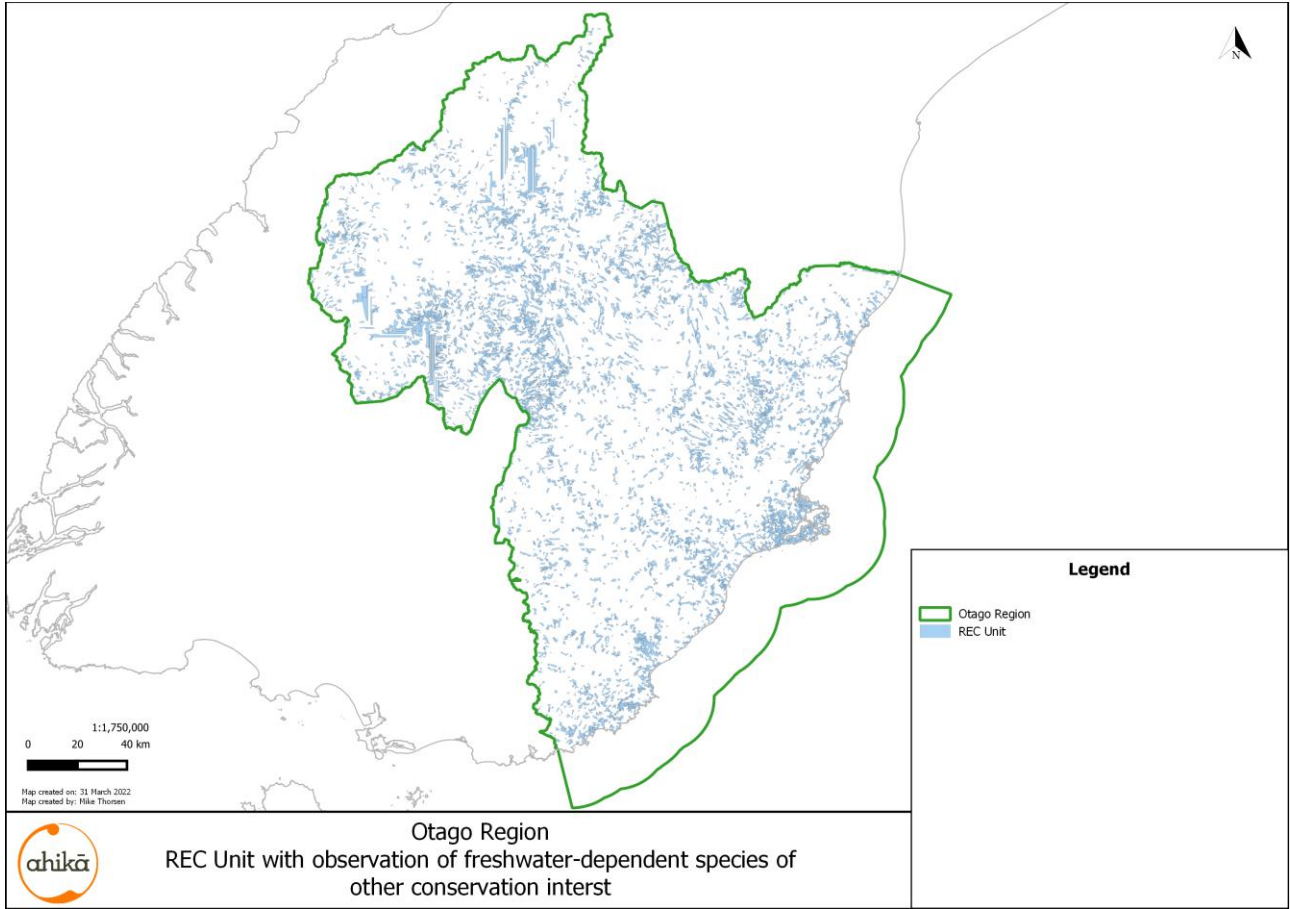 N
Legend
Otago Region
REC Unit
1:1,750,000
0 20 40 km
Map created on: 31 March 2022
Map created by: Mike Thorsen
ahikā
Otago Region
REC Unit with observation of freshwater-dependent species of
other conservation interst